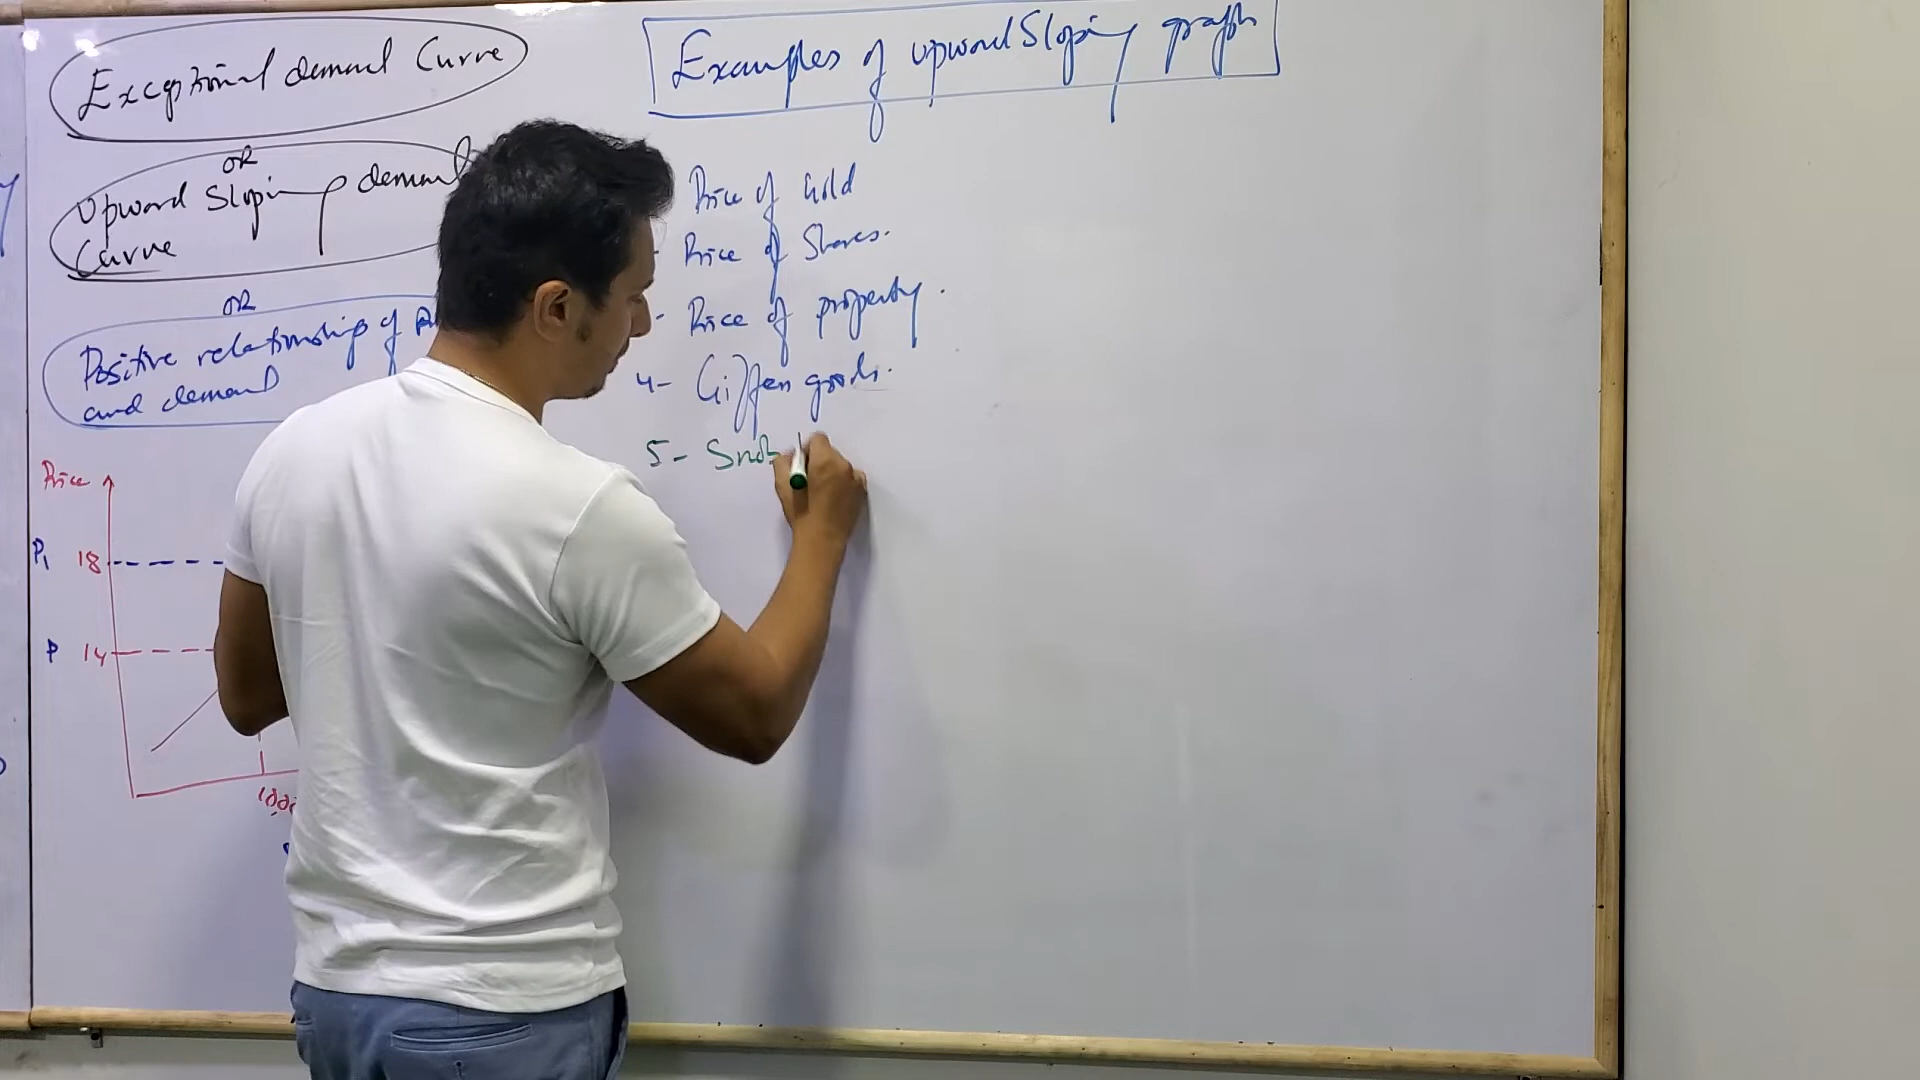 Exceptional demand Curve
OR
Upward Sloping demand
Curve
OR
Positive relationship of
and demand
Price
P1 18
P 14
Examples of upward Sloping graph
Price of Gold
Price of Shares.
- Price of property.
4- Giffen goods.
5- Snob